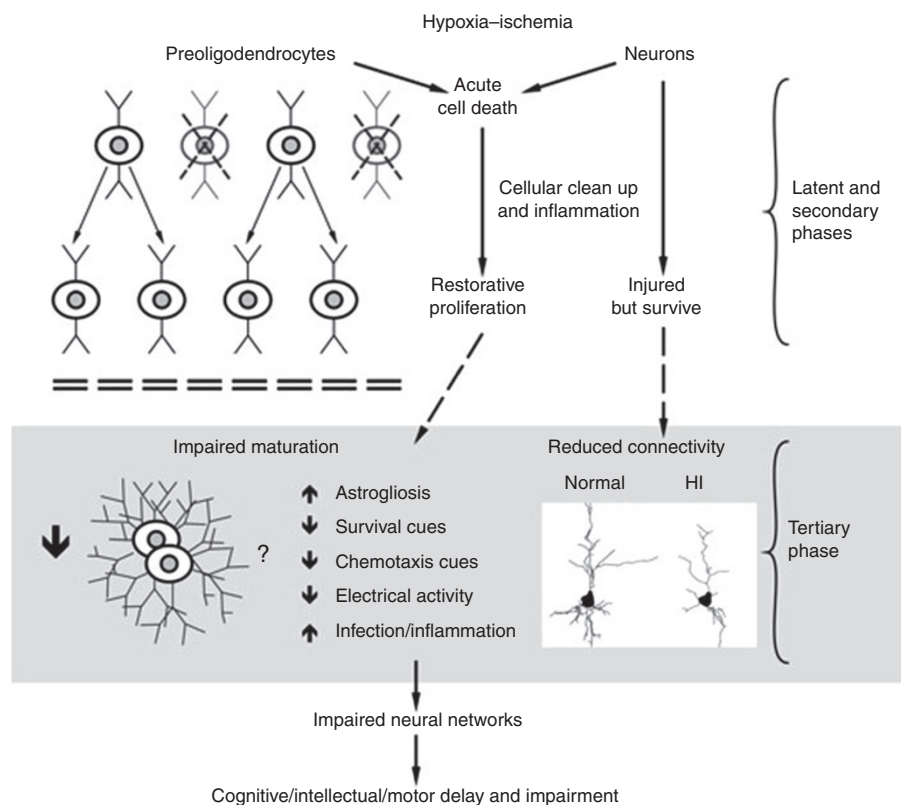 Hypoxia–ischemia
Preoligodendrocytes
Neurons
Acute
cell death
Cellular clean up
and inflammation
Latent and
secondary
phases
Restorative
proliferation
Injured
but survive
Impaired maturation
Reduced connectivity
Normal
HI
Astrogliosis
Survival cues
?
Chemotaxis cues
Electrical activity
Infection/inflammation
Tertiary
phase
Impaired neural networks
Cognitive/intellectual/motor delay and impairment